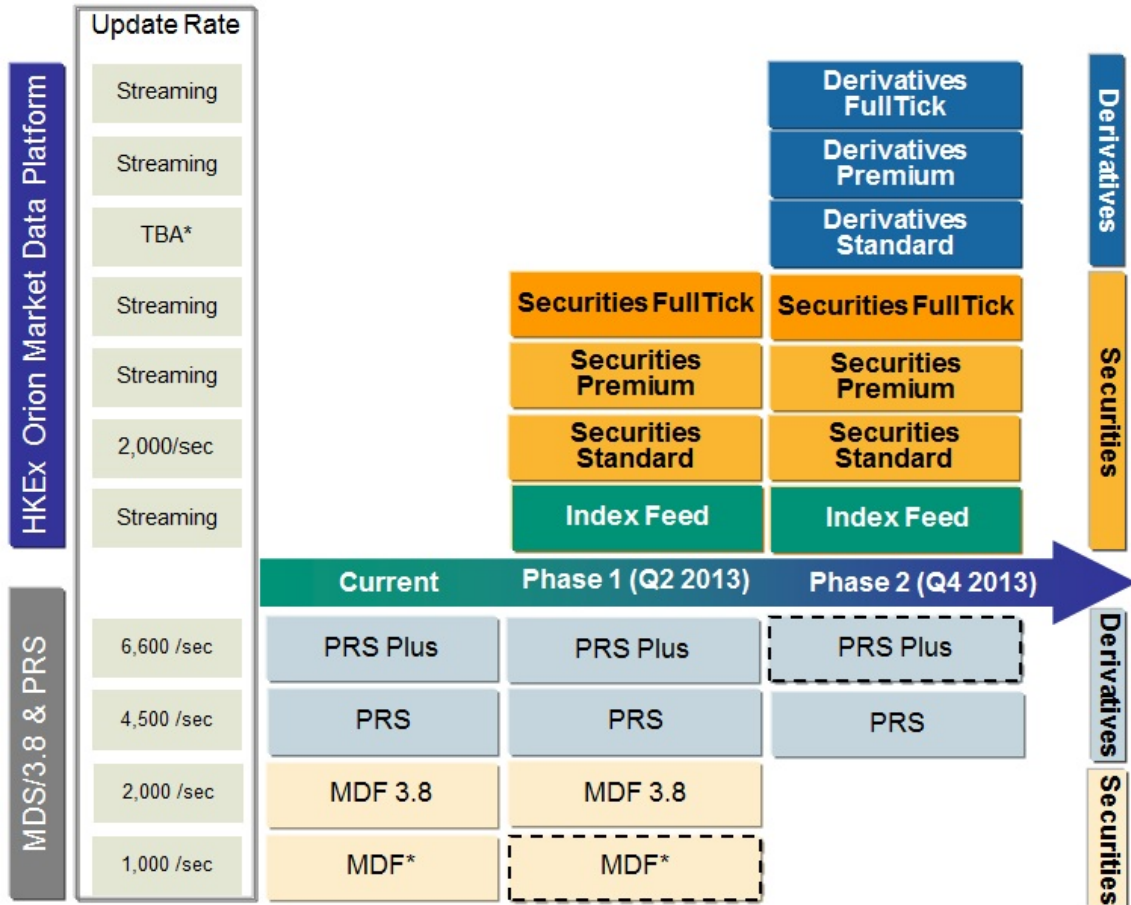 Update Rate
HKEx Orion Market Data Platform
Streaming
Derivatives
FullTick
Derivatives
Streaming
Derivatives
Premium
TBA*
Derivatives
Standard
Streaming
Securities FullTick
Securities FullTick
Securities
Streaming
Securities
Premium
Securities
Premium
2,000/sec
Securities
Standard
Securities
Standard
Streaming
Index Feed
Index Feed
Current
Phase 1 (Q2 2013)
Phase 2 (Q4 2013)
MDS/3.8 & PRS
6,600 /sec
PRS Plus
PRS Plus
PRS Plus
Derivatives
4,500 /sec
PRS
PRS
PRS
2,000 /sec
MDF 3.8
MDF 3.8
Securities
1,000 /sec
MDF*
MDF*